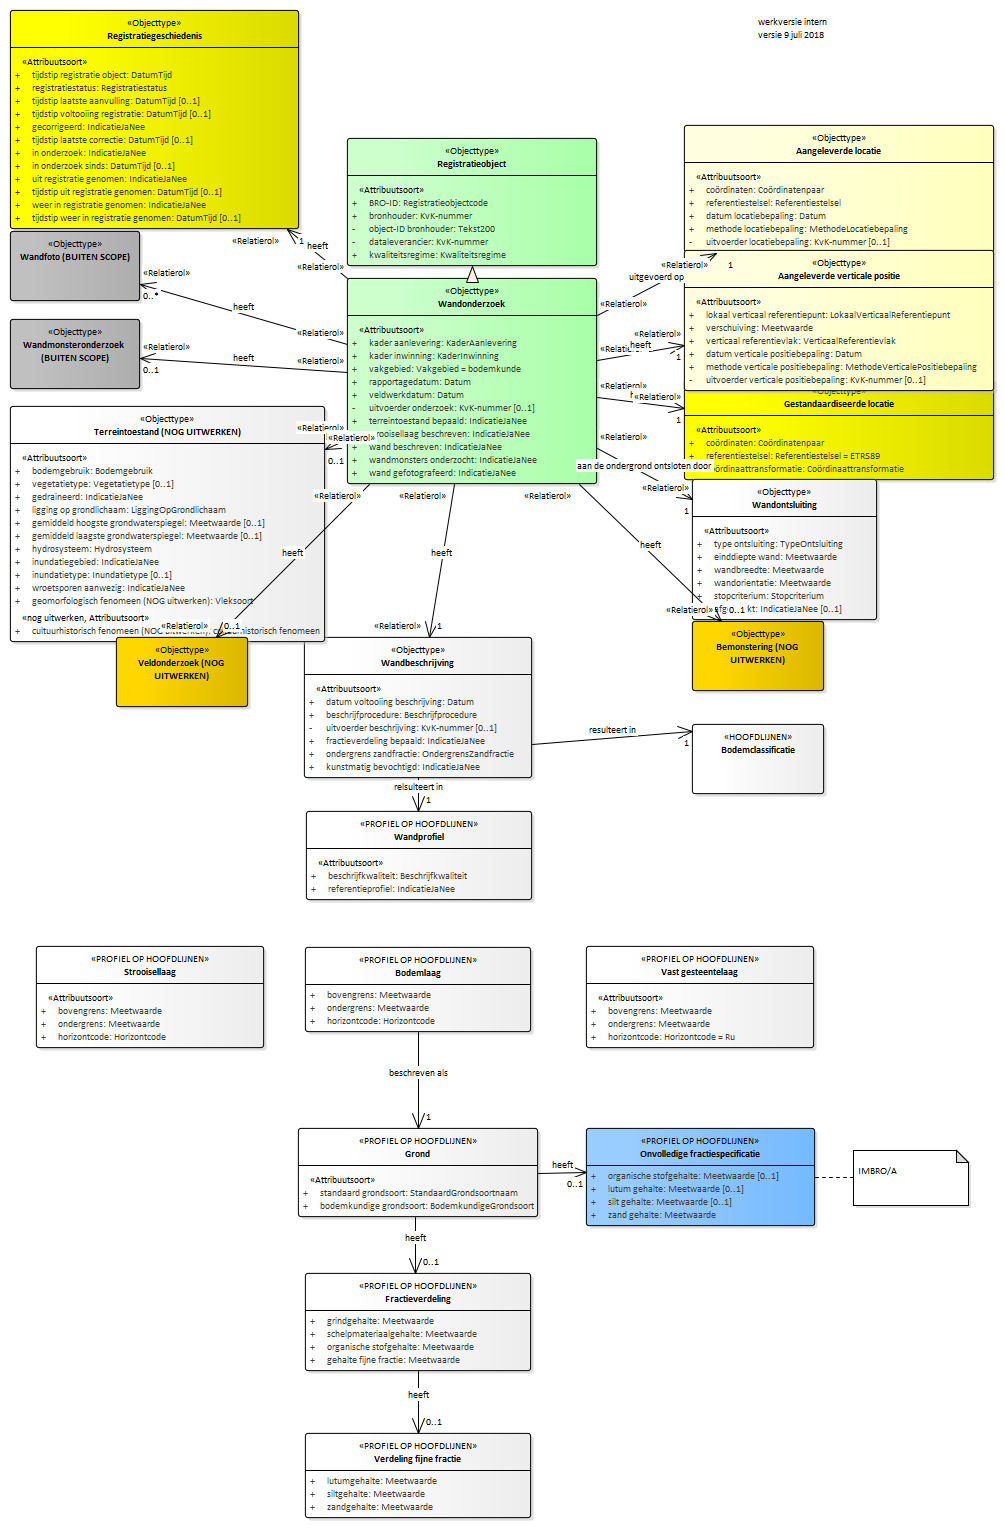 werkversie intern
versie 9 juli 2018
«Objecttype»
Registratiegeschiedenis
«Attribuutsoort»
+ tijdstip registratie object: DatumTijd
+ registratiestatus: Registratiestatus
+ tijdstip laatste aanvulling: DatumTijd [0..1]
+ tijdstip voltooiing registratie: DatumTijd [0..1]
+ gecorrigeerd: IndicatieJaNee
+ tijdstip laatste correctie: DatumTijd [0..1]
+ in onderzoek: IndicatieJaNee
+ in onderzoek sinds: DatumTijd [0..1]
+ uit registratie genomen: IndicatieJaNee
+ tijdstip uit registratie genomen: DatumTijd [0..1]
+ weer in registratie genomen: IndicatieJaNee
+ tijdstip weer in registratie genomen: DatumTijd [0..1]
«Objecttype»
Registratieobject
«Attribuutsoort»
+ BRO-ID: Registratieobjectcode
+ bronhouder: KvK-nummer
- object-ID bronhouder: Tekst200
- dataleverancier: KvK-nummer
+ kwaliteitsregime: Kwaliteitsregime
«Objecttype»
Aangeleverde locatie
«Attribuutsoort»
+ coördinaten: Coördinatenpaar
+ referentiestelsel: Referentiestelsel
+ datum locatiebepaling: Datum
+ methode locatiebepaling: MethodeLocatiebepaling
- uitvoerder locatiebepaling: KvK-nummer [0..1]
«Objecttype»
Wandfoto (BUITEN SCOPE)
«Relatierol»
1
heeft
«Relatierol»
«Relatierol»
0..*
heeft
«Relatierol»
«Objecttype»
Wandmonsteronderzoek
(BUITEN SCOPE)
«Relatierol»
0..1
heeft
«Relatierol»
«Objecttype»
Wandonderzoek
«Attribuutsoort»
+ kader aanlevering: KaderAanlevering
+ kader inwinning: KaderInwinning
+ vakgebied: Vakgebied = bodemkunde
+ rapportagedatum: Datum
+ veldwerkdatum: Datum
- uitvoerder onderzoek: KvK-nummer [0..1]
+ terreintoestand bepaald: IndicatieJaNee
rooisellaag beschreven: IndicatieJaNee
+ wand beschreven: IndicatieJaNee
+ wandmonsters onderzocht: IndicatieJaNee
+ wand gefotografeerd: IndicatieJaNee
«Relatierol»
1
uitgevoerd op
«Relatierol»
«Objecttype»
Aangeleverde verticale positie
«Attribuutsoort»
+ lokaal verticaal referentiepunt: LokaalVerticaalReferentiepunt
+ verschuiving: Meetwaarde
+ verticaal referentievlak: VerticaalReferentievlak
+ datum verticale positiebepaling: Datum
+ methode verticale positiebepaling: MethodeVerticalePositiebepaling
- uitvoerder verticale positiebepaling: KvK-nummer [0..1]
«Relatierol»
heeft
1
«Relatierol»
«Relatierol»
1
«Objecttype»
Gestandaardiseerde locatie
«Attribuutsoort»
+ coördinaten: Coördinatenpaar
+ referentiestelsel: Referentiestelsel = ETRS89
oördinaattransformatie: Coördinaattransformatie
«Relatierol»
aan de ondergrond ontsloten door
«Relatierol»
1
«Objecttype»
Terreintoestand (NOG UITWERKEN)
«Attribuutsoort»
+ bodemgebruik: Bodemgebruik
+ vegetatietype: Vegetatietype [0..1]
+ gedraineerd: IndicatieJaNee
+ ligging op grondlichaam: LiggingOpGrondlichaam
+ gemiddeld hoogste grondwaterspiegel: Meetwaarde [0..1]
+ gemiddeld laagste grondwaterspiegel: Meetwaarde [0..1]
+ hydrosysteem: Hydrosysteem
+ inundatiegebied: IndicatieJaNee
+ inundatietype: Inundatietype [0..1]
+ wroetsporen aanwezig: IndicatieJaNee
+ geomorfologisch fenomeen (NOG uitwerken): Vleksoort
«nog uitwerken, Attribuutsoort»
+ cultuurhistorisch fenomeen (NOG
historisch fenomeen
«Relatierol»
0..1
«Relatierol»
«Relatierol»
heeft
«Relatierol»
0..1
«Relatierol»
heeft
«Relatierol»
1
«Relatierol»
heeft
«Relatierol»
0..1
«Objecttype»
Wandontsluiting
«Attribuutsoort»
+ type ontsluiting: TypeOntsluiting
+ einddiepte wand: Meetwaarde
+ wandbreedte: Meetwaarde
+ wandorientatie: Meetwaarde
+ stopcriterium: Stopcriterium
kt: IndicatieJaNee [0..1]
«Objecttype»
Veldonderzoek (NOG
UITWERKEN)
«Objecttype»
Wandbeschrijving
«Attribuutsoort»
+ datum voltooiing beschrijving: Datum
+ beschrijfprocedure: Beschrijfprocedure
- uitvoerder beschrijving: KvK-nummer [0..1]
+ fractieverdeling bepaald: IndicatieJaNee
+ ondergrens zandfractie: OndergrensZandfractie
+ kunstmatig bevochtigd: IndicatieJaNee
«Objecttype»
Bemonstering (NOG
UITWERKEN)
resulteert in
1
«HOOFDLIJNEN»
Bodemclassificatie
relsulteert in
1
«PROFIEL OP HOOFDLIJNEN»
Wandprofiel
«Attribuutsoort»
+ beschrijfkwaliteit: Beschrijfkwaliteit
+ referentieprofiel: IndicatieJaNee
«PROFIEL OP HOOFDLIJNEN»
Strooisellaag
«Attribuutsoort»
+ bovengrens: Meetwaarde
+ ondergrens: Meetwaarde
+ horizontcode: Horizontcode
«PROFIEL OP HOOFDLIJNEN»
Bodemlaag
+ bovengrens: Meetwaarde
+ ondergrens: Meetwaarde
+ horizontcode: Horizontcode
«PROFIEL OP HOOFDLIJNEN»
Vast gesteentelaag
«Attribuutsoort»
+ bovengrens: Meetwaarde
+ ondergrens: Meetwaarde
+ horizontcode: Horizontcode = Ru
beschreven als
1
«PROFIEL OP HOOFDLIJNEN»
Grond
«Attribuutsoort»
+ standaard grondsoort: StandaardGrondsoortnaam
+ bodemkundige grondsoort: BodemkundigeGrondsoort
heeft
0..1
«PROFIEL OP HOOFDLIJNEN»
Onvolledige fractiespecificatie
+ organische stofgehalte: Meetwaarde [0..1]
+ lutum gehalte: Meetwaarde [0..1]
+ silt gehalte: Meetwaarde [0..1]
+ zand gehalte: Meetwaarde
IMBRO/A
heeft
0..1
«PROFIEL OP HOOFDLIJNEN»
Fractieverdeling
+ grindgehalte: Meetwaarde
+ schelpmateriaalgehalte: Meetwaarde
+ organische stofgehalte: Meetwaarde
+ gehalte fijne fractie: Meetwaarde
heeft
0..1
«PROFIEL OP HOOFDLIJNEN»
Verdeling fijne fractie
+ lutumgehalte: Meetwaarde
+ siltgehalte: Meetwaarde
+ zandgehalte: Meetwaarde